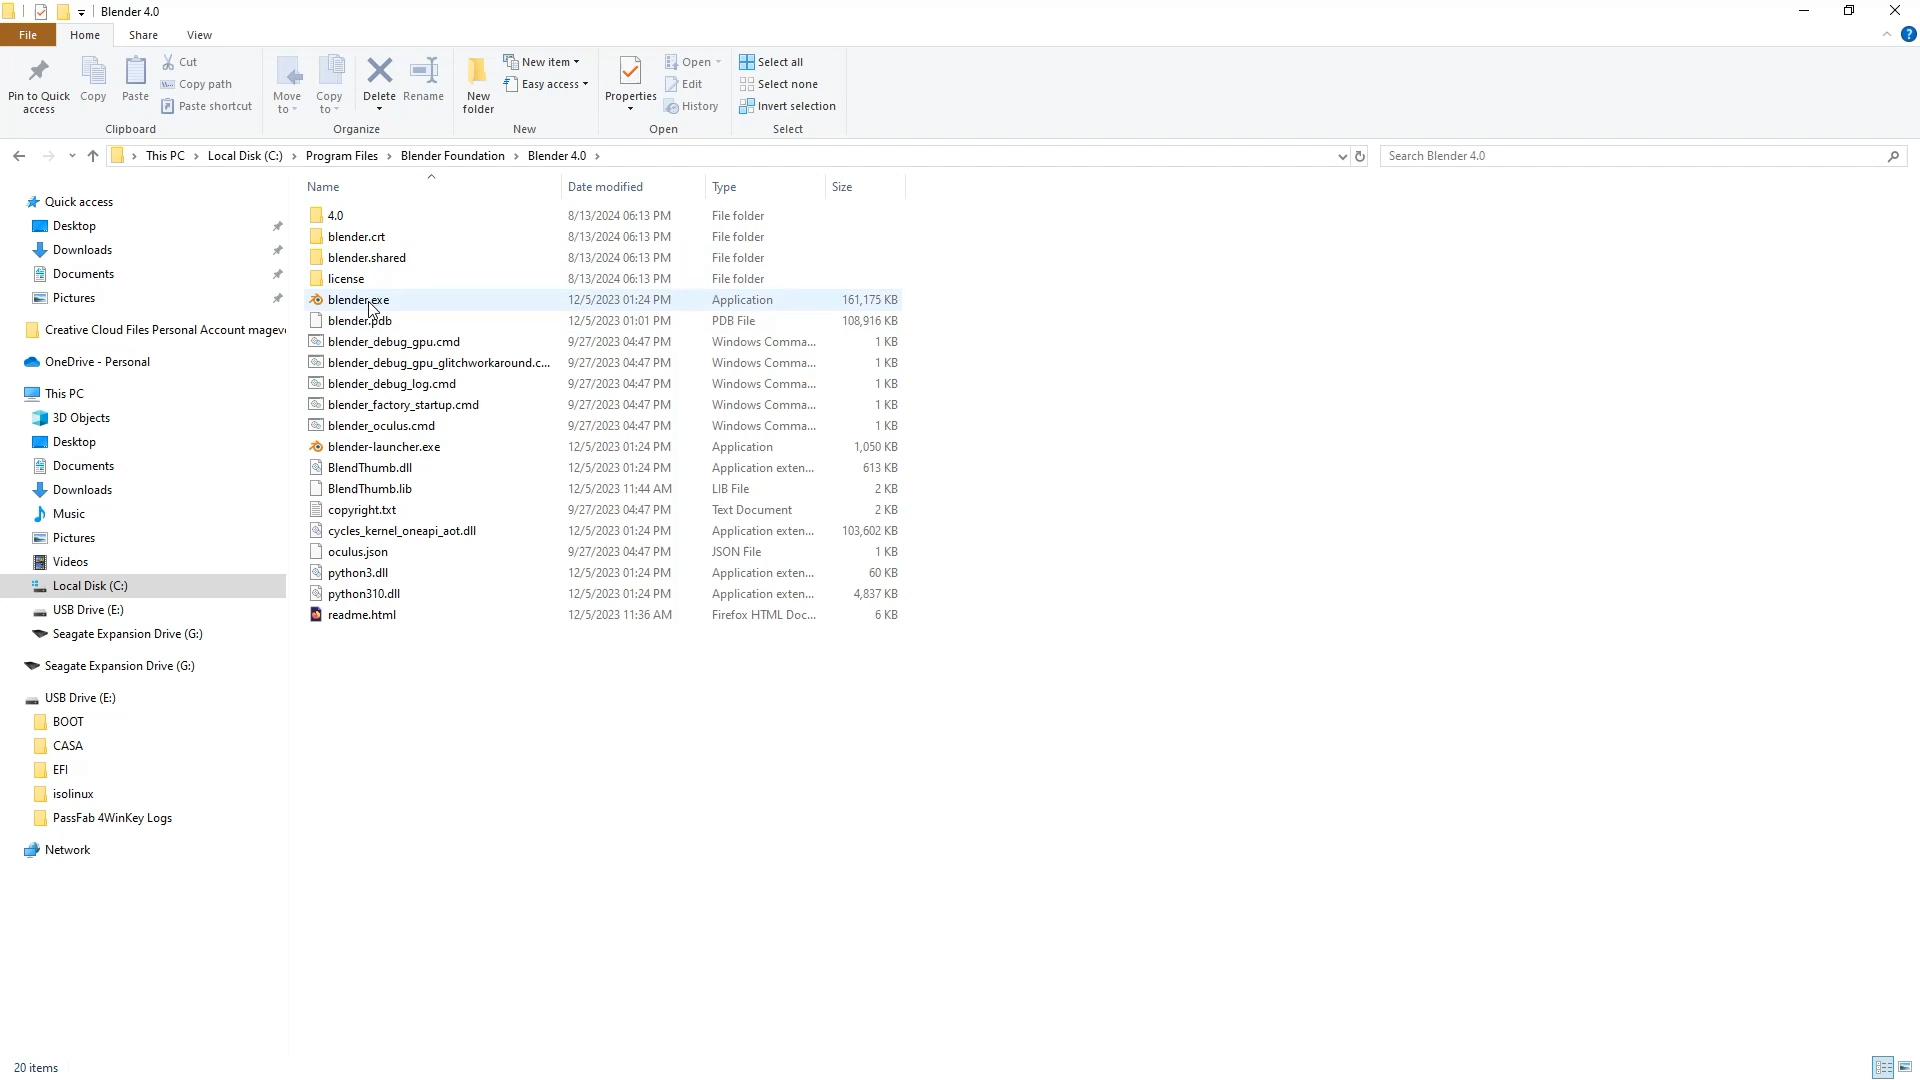 Blender 4.0
File Home Share View
Pin to Quick access
Copy
Paste
Cut
Copy path
Paste shortcut
Clipboard
Move to
Copy to
Delete
Rename
Organize
New folder
New item
Easy access
New
Properties
Open
Edit
History
Open
Select all
Select none
Invert selection
Select
This PC Local Disk (C:) Program Files Blender Foundation Blender 4.0
Search Blender 4.0
Quick access
Desktop
Downloads
Documents
Pictures
Creative Cloud Files Personal Account magev
OneDrive - Personal
This PC
3D Objects
Desktop
Documents
Downloads
Music
Pictures
Videos
Local Disk (C:)
USB Drive (E:)
Seagate Expansion Drive (G:)
Seagate Expansion Drive (G:)
USB Drive (E:)
BOOT
CASA
EFI
isolinux
PassFab 4WinKey Logs
Network
Name Date modified Type Size
4.0 8/13/2024 06:13 PM File folder
blender.crt 8/13/2024 06:13 PM File folder
blender.shared 8/13/2024 06:13 PM File folder
license 8/13/2024 06:13 PM File folder
blender.exe 12/5/2023 01:24 PM Application 161,175 KB
blender.pdb 12/5/2023 01:01 PM PDB File 108,916 KB
blender_debug_gpu.cmd 9/27/2023 04:47 PM Windows Comma... 1 KB
blender_debug_gpu_glitchworkaround.c... 9/27/2023 04:47 PM Windows Comma... 1 KB
blender_debug_log.cmd 9/27/2023 04:47 PM Windows Comma... 1 KB
blender_factory_startup.cmd 9/27/2023 04:47 PM Windows Comma... 1 KB
blender_oculus.cmd 9/27/2023 04:47 PM Windows Comma... 1 KB
blender-launcher.exe 12/5/2023 01:24 PM Application 1,050 KB
BlendThumb.dll 12/5/2023 01:24 PM Application exten... 613 KB
BlendThumb.lib 12/5/2023 11:44 AM LIB File 2 KB
copyright.txt 9/27/2023 04:47 PM Text Document 2 KB
cycles_kernel_oneapi_aot.dll 12/5/2023 01:24 PM Application exten... 103,602 KB
oculus.json 9/27/2023 04:47 PM JSON File 1 KB
python3.dll 12/5/2023 01:24 PM Application exten... 60 KB
python310.dll 12/5/2023 01:24 PM Application exten... 4,837 KB
readme.html 12/5/2023 11:36 AM Firefox HTML Doc... 6 KB
20 items